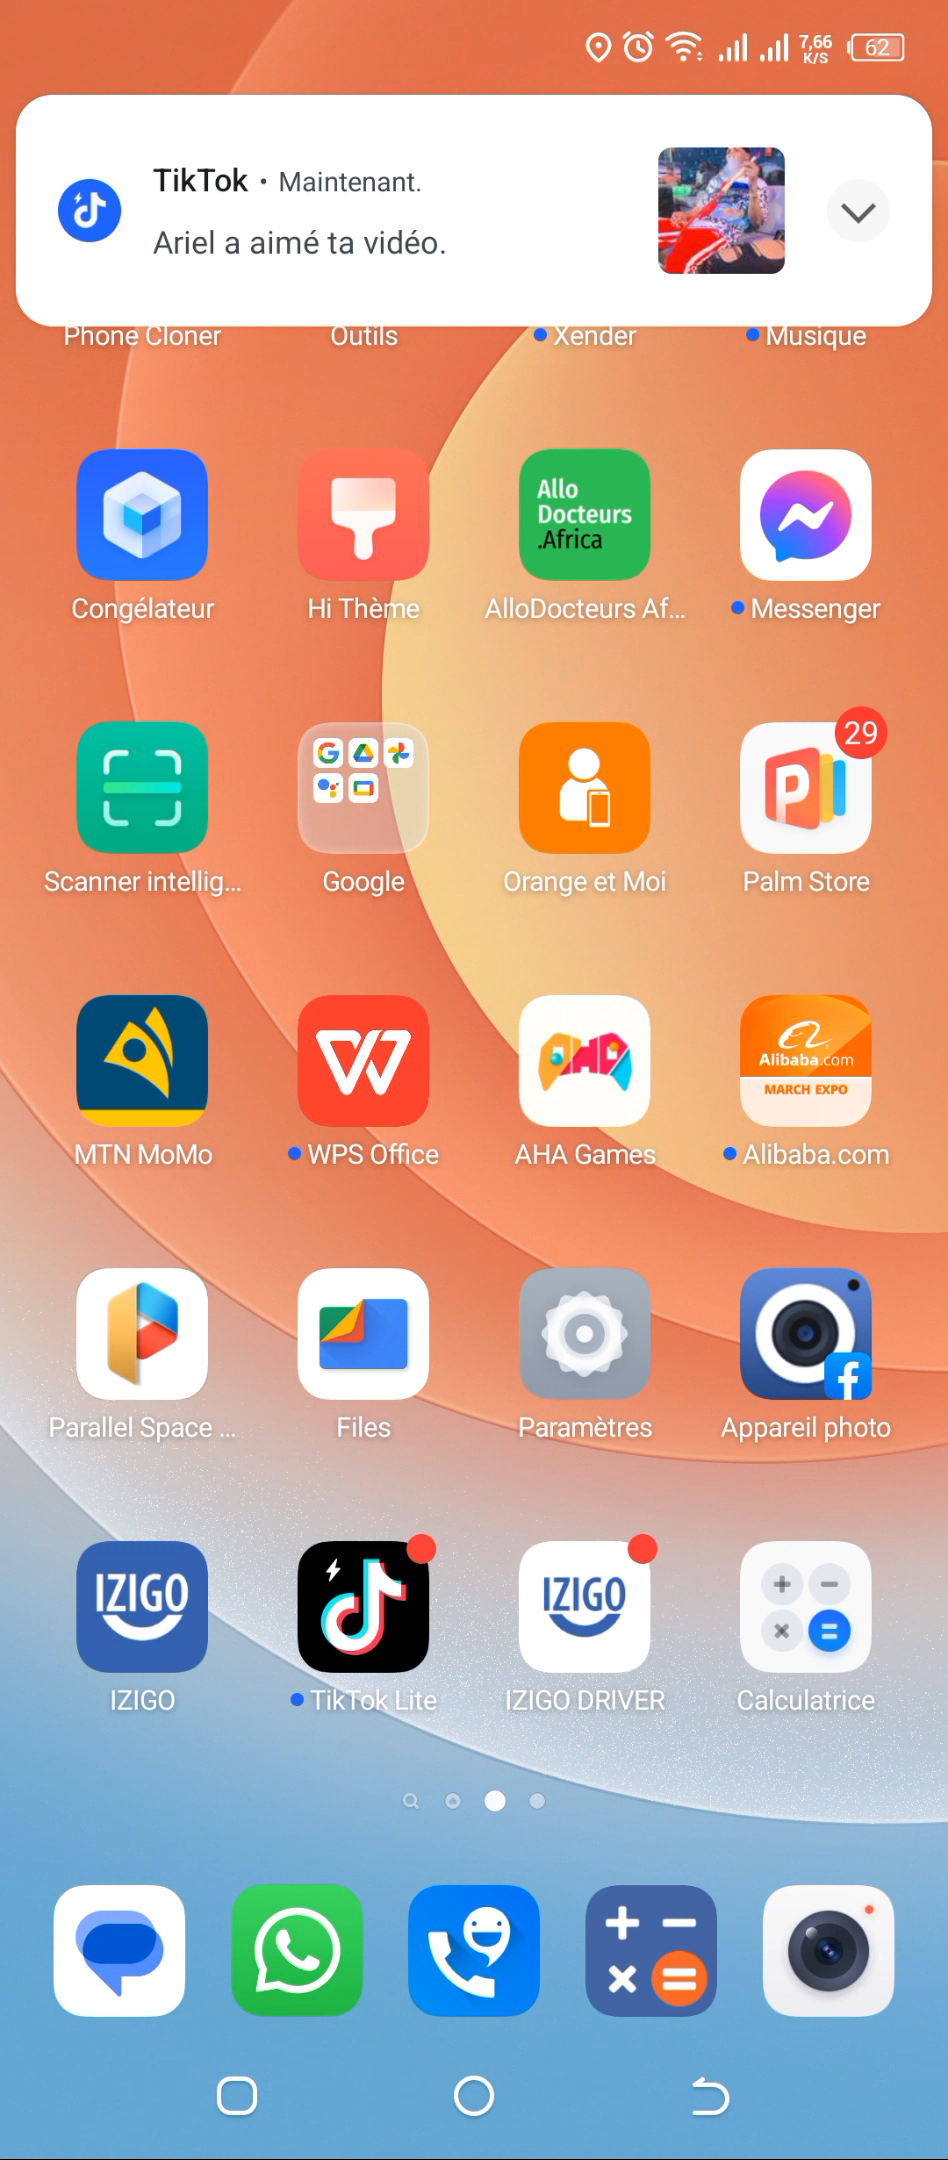 7,66
K/S
62
TikTok • Maintenant.
Ariel a aimé ta vidéo.
Phone Cloner
Outils
Xender
Musique
Allo
Docteurs
.Africa
Congélateur
Hi Thème
AlloDocteurs Af...
Messenger
29
Scanner intellig...
Google
Orange et Moi
Palm Store
Alibaba.com
MARCH EXPO
MTN MoMo
WPS Office
AHA Games
Alibaba.com
Parallel Space ...
Files
Paramètres
Appareil photo
IZIGO
IZIGO
IZIGO
TikTok Lite
IZIGO DRIVER
Calculatrice